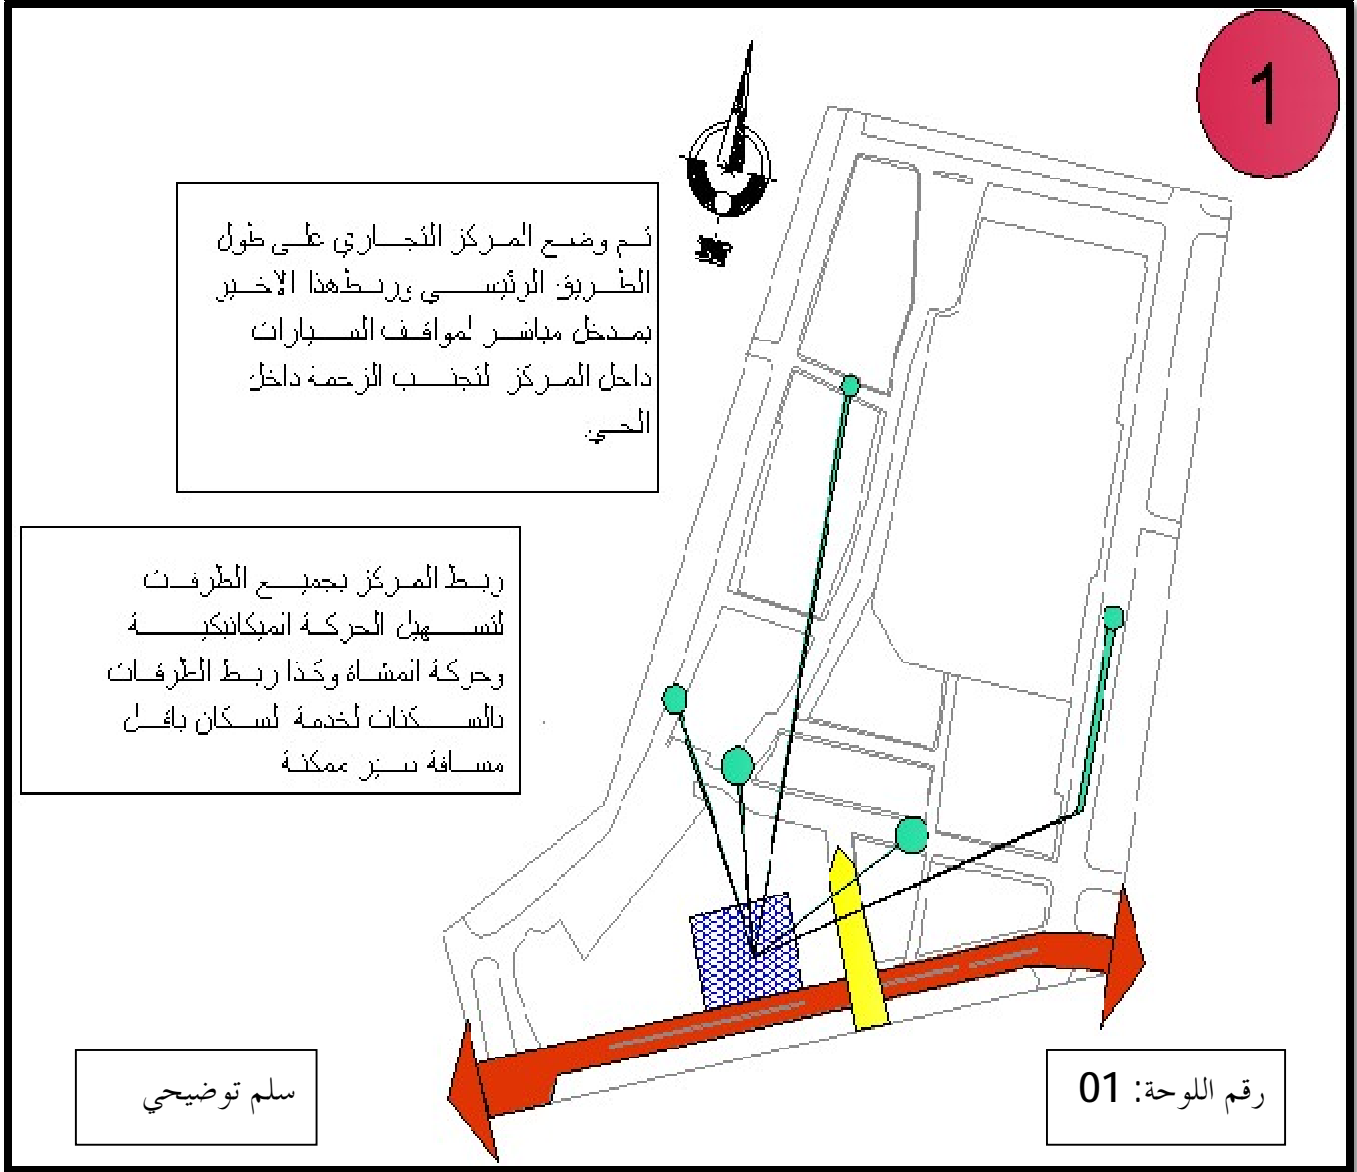 1
تم وضع المركز التجاري على طول
الطريق الرئيسي وربط هذا الاخير
بمدخل مباشر لمواقف السيارات
داخل المركز لتجنب الزحمة داخل
الحي.
ربط المركز بجميع الطرقات
لتسهيل الحركة الميكانيكية
وحركة المشاة وكذا ربط الطرقات
بالسكنات لخدمة لسكان باقل
مسافة سير ممكنة
سلم توضيحي
رقم اللوحة: 01